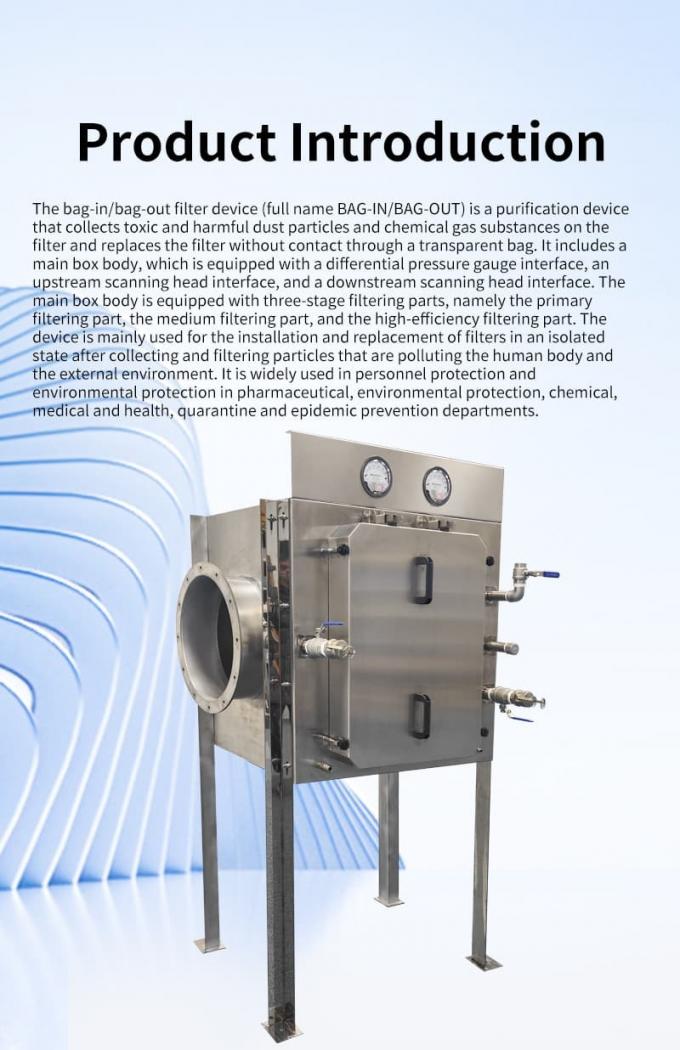 Product Introduction
The bag-in/bag-out filter device (full name BAG-IN/BAG-OUT) is a purification device
that collects toxic and harmful dust particles and chemical gas substances on the
filter and replaces the filter without contact through a transparent bag. It includes a
main box body, which is equipped with a differential pressure gauge interface, an
upstream scanning head interface, and a downstream scanning head interface. The
main box body is equipped with three-stage filtering parts, namely the primary
filtering part, the medium filtering part, and the high-efficiency filtering part. The
device is mainly used for the installation and replacement of filters in an isolated
state after collecting and filtering particles that are polluting the human body and
the external environment. It is widely used in personnel protection and
environmental protection in pharmaceutical, environmental protection, chemical,
medical and health, quarantine and epidemic prevention departments.